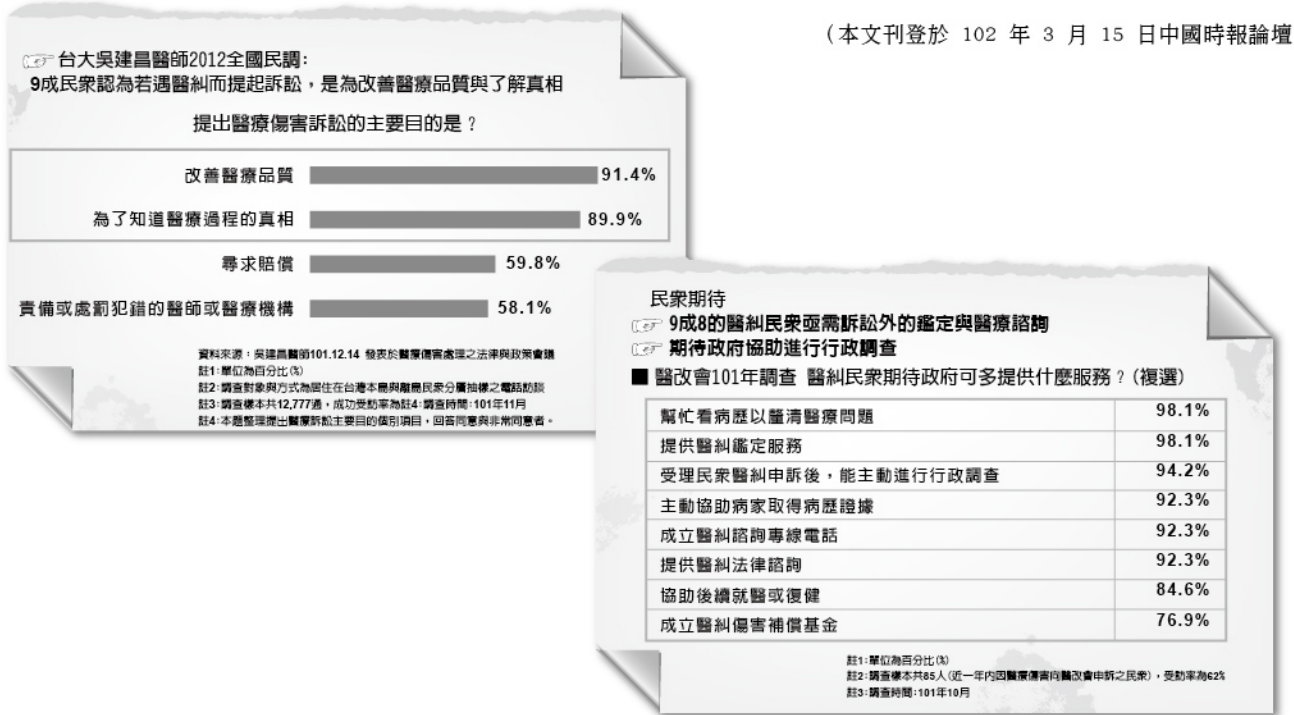 (本文刊登於 102 年 3 月 15 日中國時報論壇
☞台大吳建昌醫師2012全國民調:
9成民眾認為若遇醫糾而提起訴訟,是為改善醫療品質與了解真相
提出醫療傷害訴訟的主要目的是?
改善醫療品質 91.4%
為了知道醫療過程的真相 89.9%
尋求賠償 59.8%
責備或處罰犯錯的醫師或醫療機構 58.1%
資料來源:吳建昌醫師101.12.14 發表於醫療傷害處理之法律與政策會議
註1:單位為百分比(%)
註2:調查對象與方式為居住在台灣本島與離島民眾分層抽樣之電話訪談
註3:調查樣本共12,777通,成功受訪率為註4:調查時間:101年11月
註4:本題整理提出醫療訴訟主要目的個別項目,回答同意與非常同意者。
民眾期待
☞ 9成8的醫糾民眾亟需訴訟外的鑑定與醫療諮詢
☞ 期待政府協助進行行政調查
■ 醫改會101年調查 醫糾民眾期待政府可多提供什麼服務?(複選)
幫忙看病歷以釐清醫療問題 98.1%
提供醫糾鑑定服務 98.1%
受理民眾醫糾申訴後,能主動進行行政調查 94.2%
主動協助病家取得病歷證據 92.3%
成立醫糾諮詢專線電話 92.3%
提供醫糾法律諮詢 92.3%
協助後續就醫或復健 84.6%
成立醫糾傷害補償基金 76.9%
註1:單位為百分比(%)
註2:調查樣本共85人(近一年內因醫療傷害向醫改會申訴之民眾),受訪率為62%
註3:調查時間:101年10月